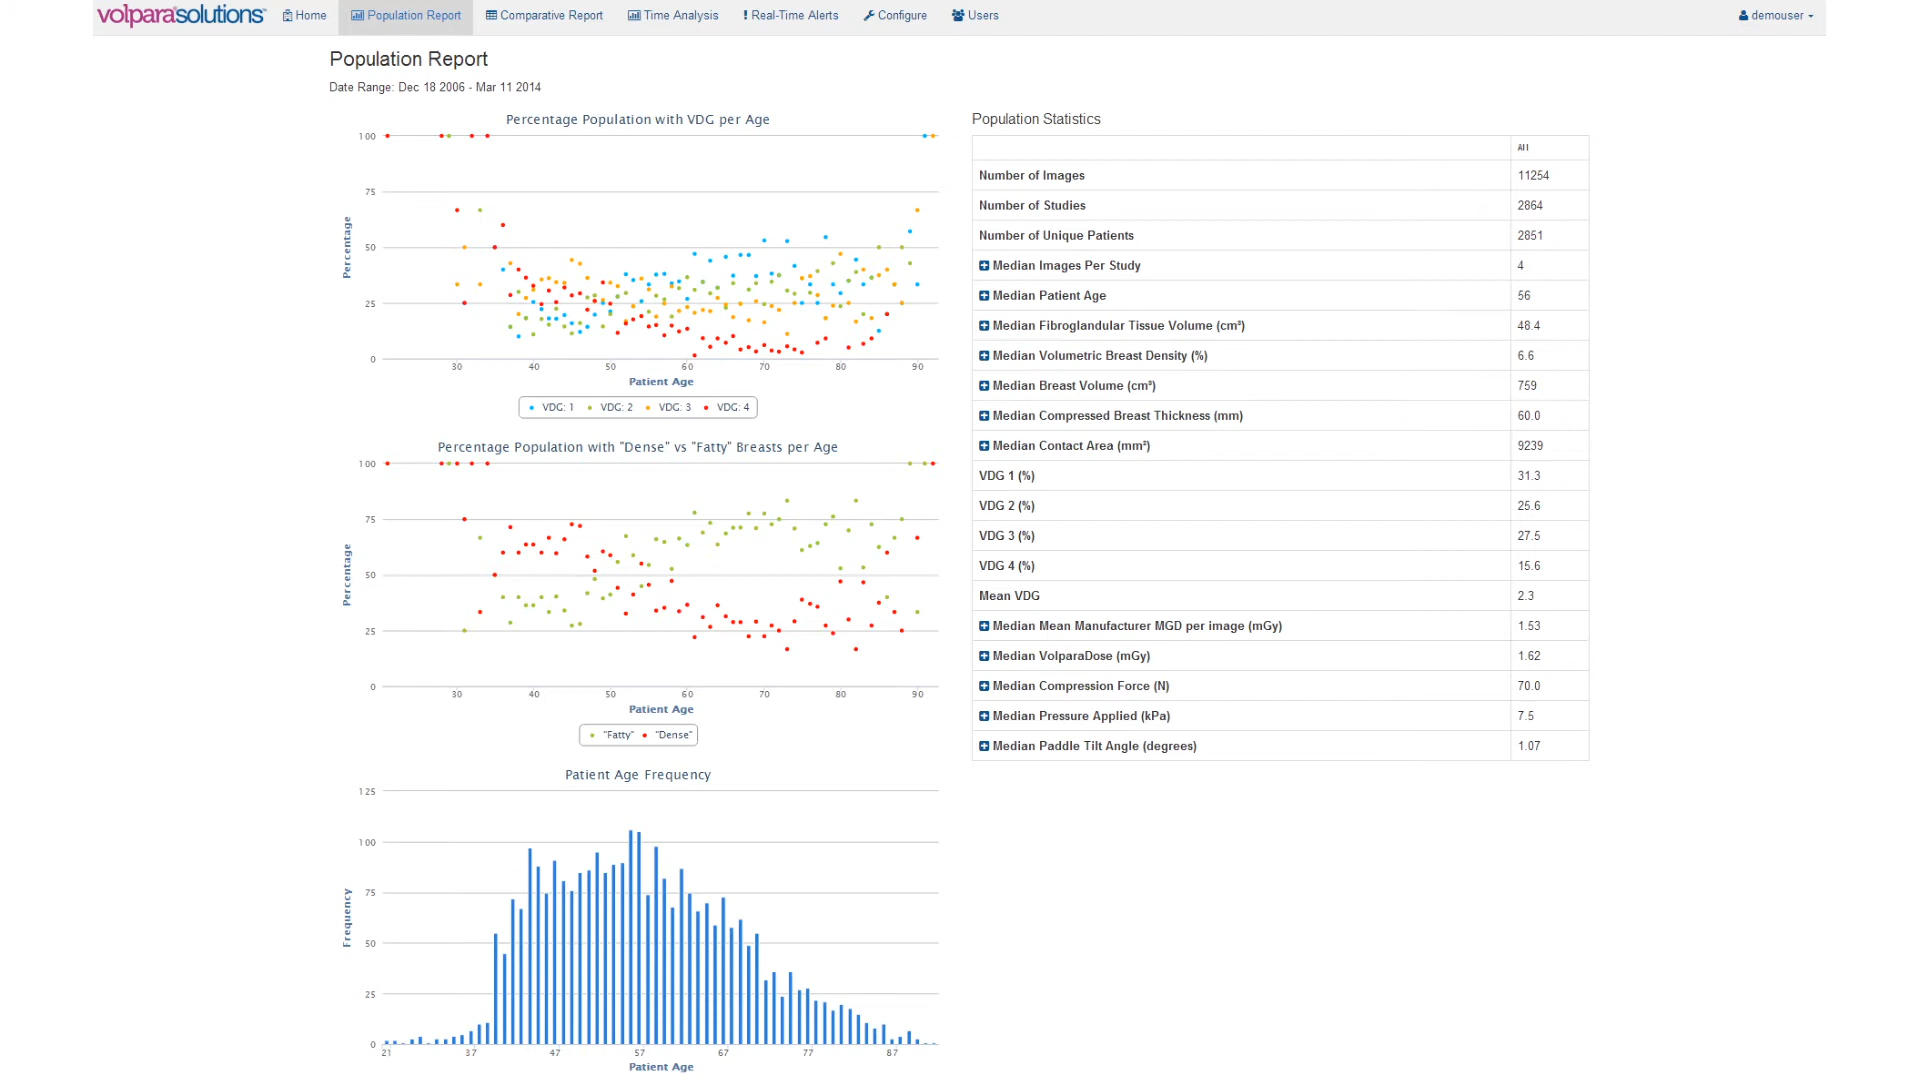 volparasolutions™ Home Population Report Comparative Report Time Analysis Real-Time Alerts Configure Users demouser
Population Report
Date Range: Dec 18 2006 - Mar 11 2014
Percentage Population with VDG per Age
100
75
50
25
0
Percentage
30 40 50 60 70 80 90
Patient Age
VDG: 1 VDG: 2 VDG: 3 VDG: 4
Percentage Population with "Dense" vs "Fatty" Breasts per Age
100
75
50
25
0
Percentage
30 40 50 60 70 80 90
Patient Age
"Fatty" "Dense"
Patient Age Frequency
125
100
75
50
25
0
Frequency
21 37 47 57 67 77 87
Patient Age
Population Statistics
All
Number of Images 11254
Number of Studies 2864
Number of Unique Patients 2851
Median Images Per Study 4
Median Patient Age 56
Median Fibroglandular Tissue Volume (cm³) 48.4
Median Volumetric Breast Density (%) 6.6
Median Breast Volume (cm³) 759
Median Compressed Breast Thickness (mm) 60.0
Median Contact Area (mm²) 9239
VDG 1 (%) 31.3
VDG 2 (%) 25.6
VDG 3 (%) 27.5
VDG 4 (%) 15.6
Mean VDG 2.3
Median Mean Manufacturer MGD per image (mGy) 1.53
Median VolparaDose (mGy) 1.62
Median Compression Force (N) 70.0
Median Pressure Applied (kPa) 7.5
Median Paddle Tilt Angle (degrees) 1.07